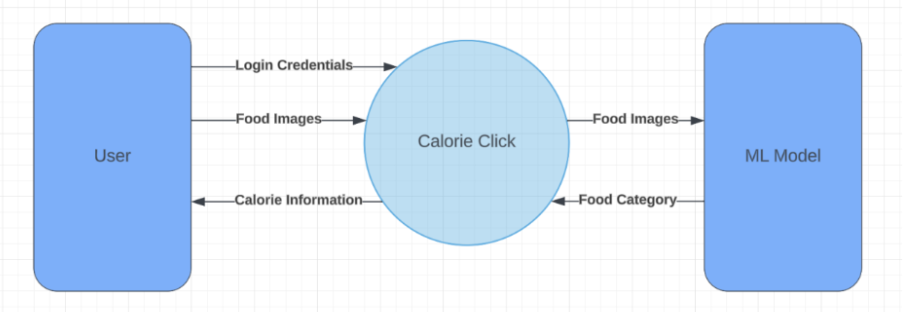 Login Credentials
Food Images
Food Images
User
Calorie Click
ML Model
Calorie Information
Food Category